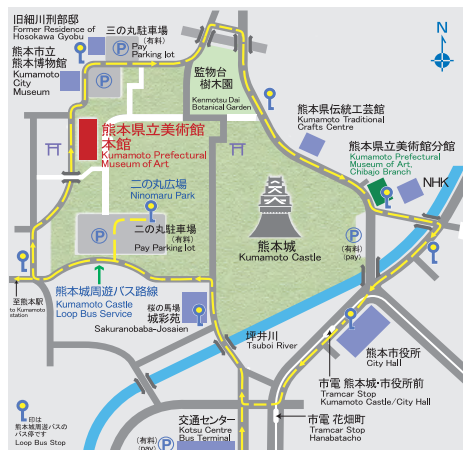 旧細川刑部邸
Former Residence of
Hosokawa Gyobu
三の丸駐車場
(有料)
Pay
Parking lot
P
N
熊本市立
熊本博物館
Kumamoto
City
Museum
監物台
樹木園
Kenmotsu Dai
Botanical Garden
熊本県伝統工芸館
Kumamoto Traditional
Crafts Centre
熊本県立美術館
本館
Kumamoto Prefectural
Museum of Art
熊本県立美術館分館
Kumamoto Prefectural
Museum of Art,
Chibajo Branch
NHK
二の丸広場
Ninomaru Park
二の丸駐車場
(有料)
Pay Parking lot
P
熊本城
Kumamoto Castle
P
(有料)
(pay)
至熊本駅
to Kumamoto
station
熊本城周遊バス路線
Kumamoto Castle
Loop Bus Service
桜の馬場
城彩苑
Sakuranobaba-Josaien
坪井川
Tsuboi River
熊本市役所
City Hall
市電 熊本城・市役所前
Tramcar Stop
Kumamoto Castle/City Hall
市電 花畑町
Tramcar Stop
Hanabatacho
印は
熊本城周遊バスの
バス停です
Loop Bus Stop
交通センター
Kotsu Centre
Bus Terminal
(有料)
(pay)
P